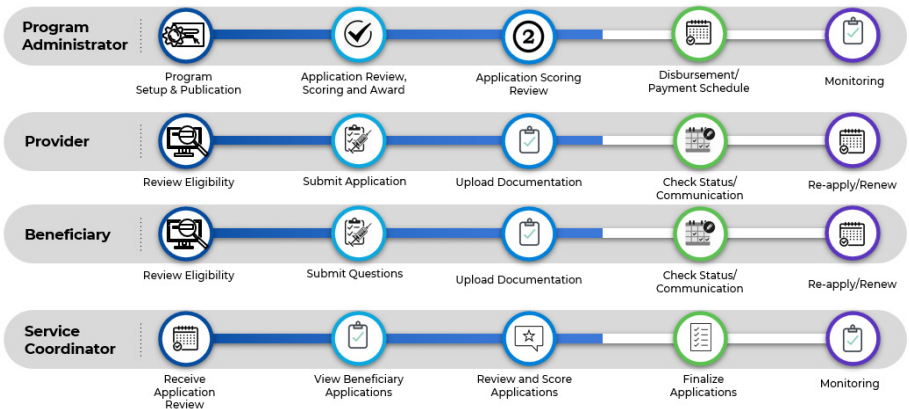 Program
Administrator
2
Program
Setup & Publication
Application Review,
Scoring and Award
Application Scoring
Review
Disbursement/
Payment Schedule
Monitoring
Provider
Review Eligibility
Submit Application
Upload Documentation
Check Status/
Communication
Re-apply/Renew
Beneficiary
Review Eligibility
Submit Questions
Upload Documentation
Check Status/
Communication
Re-apply/Renew
Service
Coordinator
Receive
Application
Review
View Beneficiary
Applications
Review and Score
Applications
Finalize
Applications
Monitoring